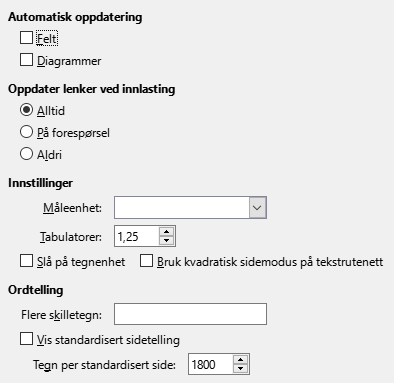 Automatisk oppdatering
Felt
Diagrammer
Oppdater lenker ved innlasting
Alltid
På forespørsel
Aldri
Innstillinger
Måleenhet:
Tabulatorer: 1,25
Slå på tegnenhet Bruk kvadratisk sidemodus på tekstrutenett
Ordtelling
Flere skilletegn:
Vis standardisert sidetelling
Tegn per standardisert side: 1800